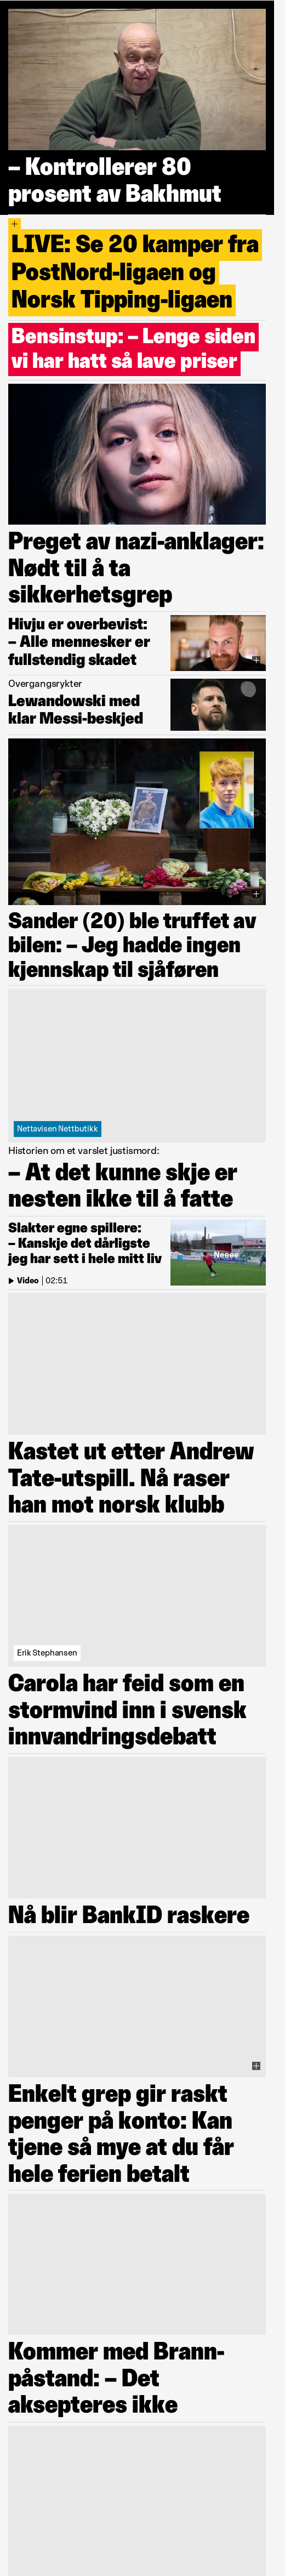 – Kontrollerer 80
prosent av Bakhmut
LIVE: Se 20 kamper fra
PostNord-ligaen og
Norsk Tipping-ligaen
Bensinstup: – Lenge siden
vi har hatt så lave priser
Preget av nazi-anklager:
Nødt til å ta
sikkerhetsgrep
Hivju er overbevist:
– Alle mennesker er
fullstendig skadet
Overgangsrykter
Lewandowski med
klar Messi-beskjed
Sander (20) ble truffet av
bilen: – Jeg hadde ingen
kjennskap til sjåføren
Nettavisen Nettbutikk
Historien om et varslet justismord:
– At det kunne skje er
nesten ikke til å fatte
Slakter egne spillere:
– Kanskje det dårligste
jeg har sett i hele mitt liv
Video | 02:51
Neeee
Kastet ut etter Andrew
Tate-utspill. Nå raser
han mot norsk klubb
Erik Stephansen
Carola har feid som en
stormvind inn i svensk
innvandringsdebatt
Nå blir BankID raskere
Enkelt grep gir raskt
penger på konto: Kan
tjene så mye at du får
hele ferien betalt
Kommer med Brann-
påstand: – Det
aksepteres ikke